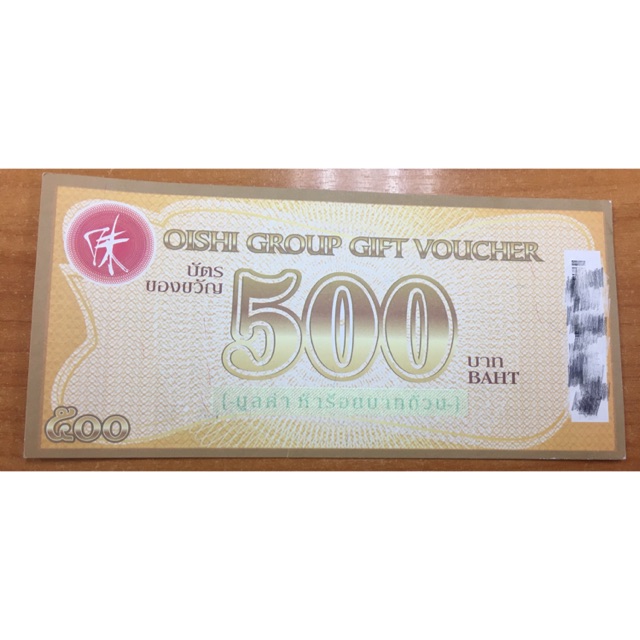 味
OISHI GROUP GIFT VOUCHER
บัตร
ของขวัญ
500
บาท
BAHT
{-มูลค่า ห้าร้อยบาทถ้วน-}
๕๐๐